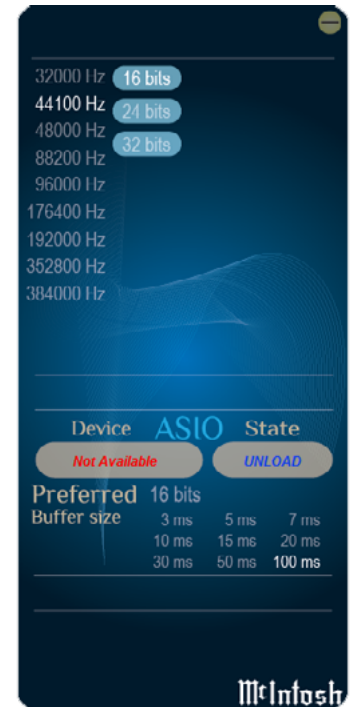 32000 Hz 16 bits
44100 Hz 24 bits
48000 Hz 32 bits
88200 Hz
96000 Hz
176400 Hz
192000 Hz
352800 Hz
384000 Hz
Device ASIO State
Not Available UNLOAD
Preferred 16 bits
Buffer size 3 ms 5 ms 7 ms
10 ms 15 ms 20 ms
30 ms 50 ms 100 ms
McIntosh